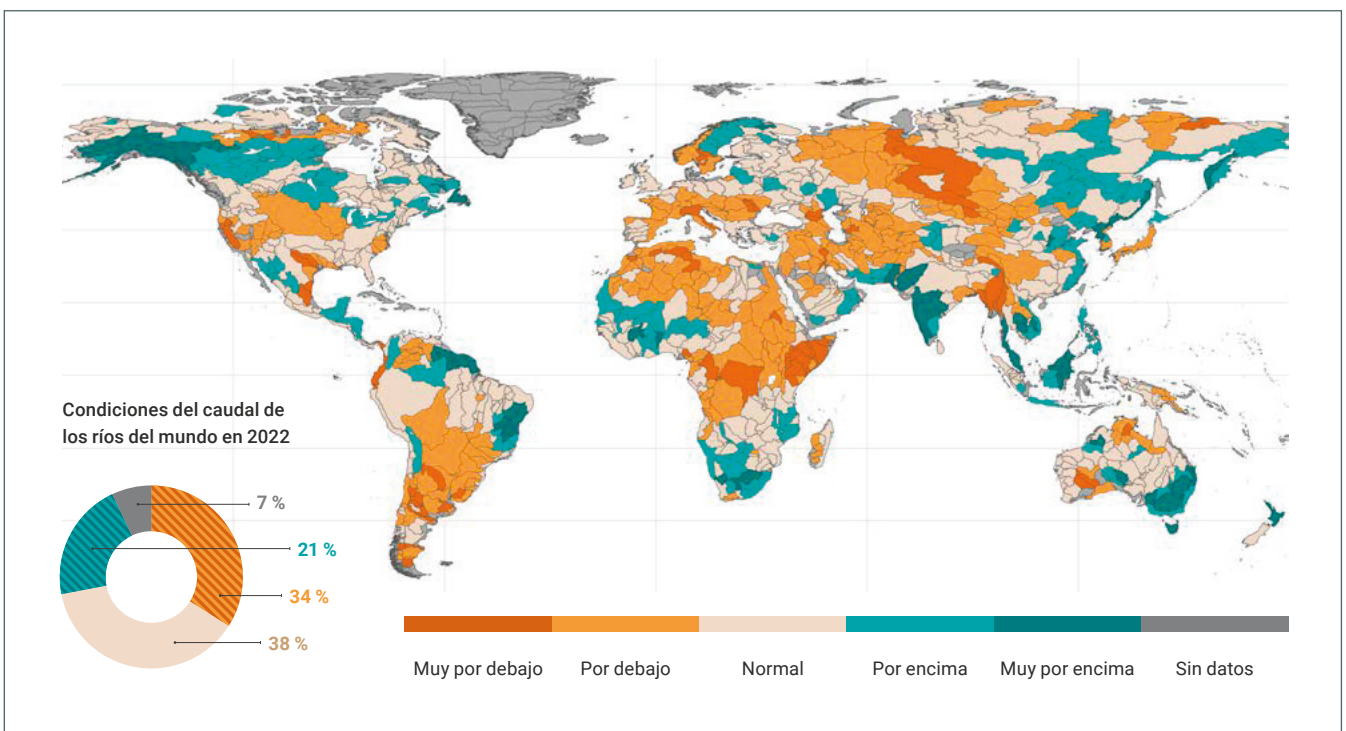 Condiciones del caudal de
los ríos del mundo en 2022
7 %
21 %
34 %
38 %
Muy por debajo
Por debajo
Normal
Por encima
Muy por encima
Sin datos